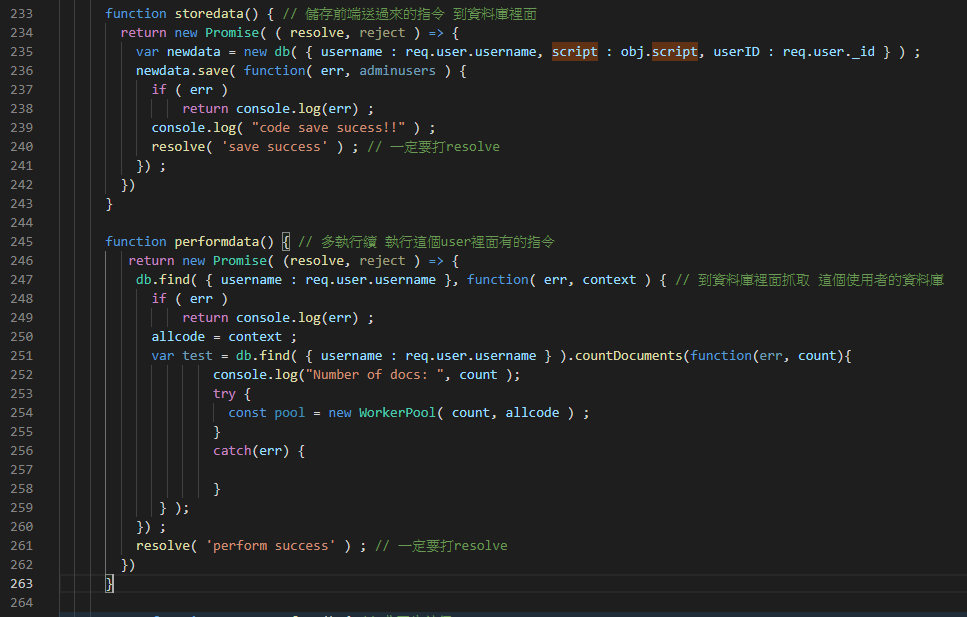 233 function storedata() { // 儲存前端送過來的指令 到資料庫裡面
234 return new Promise( ( resolve, reject ) => {
235 var newdata = new db( { username : req.user.username, script : obj.script, userID : req.user._id } ) ;
236 newdata.save( function( err, adminusers ) {
237 if ( err )
238 return console.log(err) ;
239 console.log( "code save sucess!!" ) ;
240 resolve( 'save success' ) ; // 一定要打resolve
241 }) ;
242 })
243 }
244
245 function performdata() { // 多執行續 執行這個user裡面有的指令
246 return new Promise( (resolve, reject ) => {
247 db.find( { username : req.user.username }, function( err, context ) { // 到資料庫裡面抓取 這個使用者的資料庫
248 if ( err )
249 return console.log(err) ;
250 allcode = context ;
251 var test = db.find( { username : req.user.username } ).countDocuments(function(err, count){
252 console.log("Number of docs: ", count );
253 try {
254 const pool = new WorkerPool( count, allcode ) ;
255 }
256 catch(err) {
257
258 }
259 } );
260 }) ;
261 resolve( 'perform success' ) ; // 一定要打resolve
262 })
263 }
264